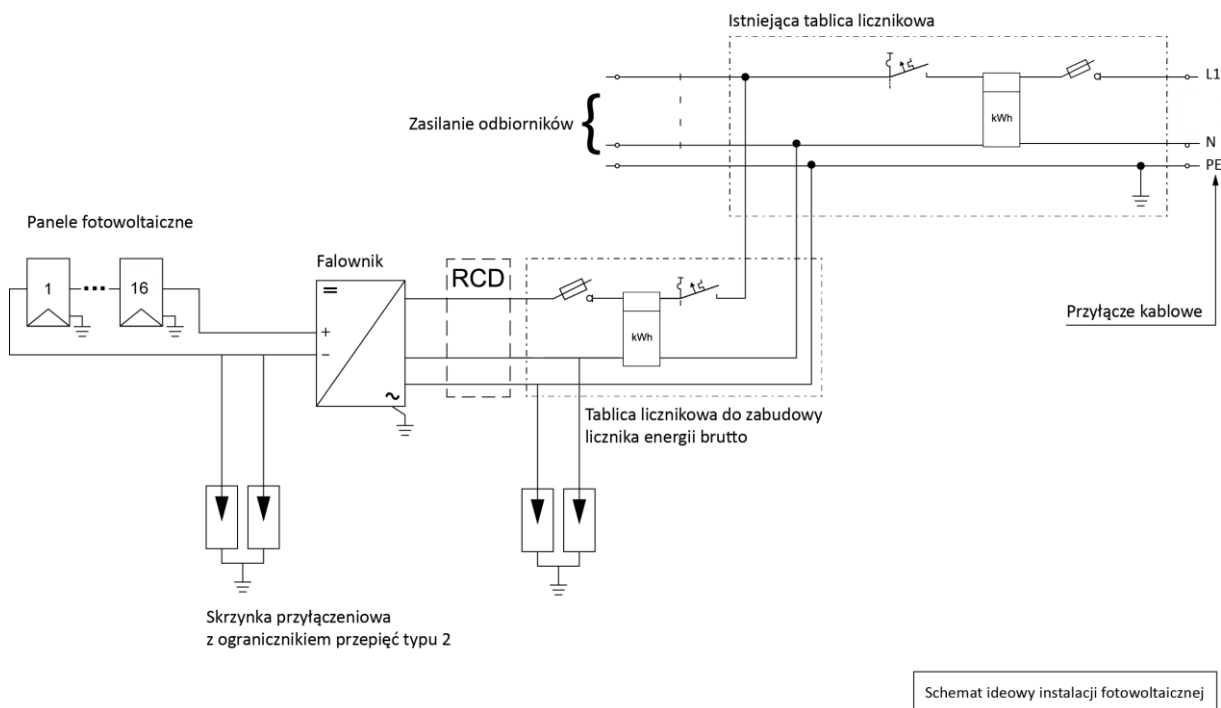 Istniejąca tablica licznikowa
L1
kWh
Zasilanie odbiorników
{
N
PE
Panele fotowoltaiczne
Falownik
RCD
1
16
Przyłącze kablowe
kWh
Tablica licznikowa do zabudowy
licznika energii brutto
Skrzynka przyłączeniowa
z ogranicznikiem przepięć typu 2
Schemat ideowy instalacji fotowoltaicznej